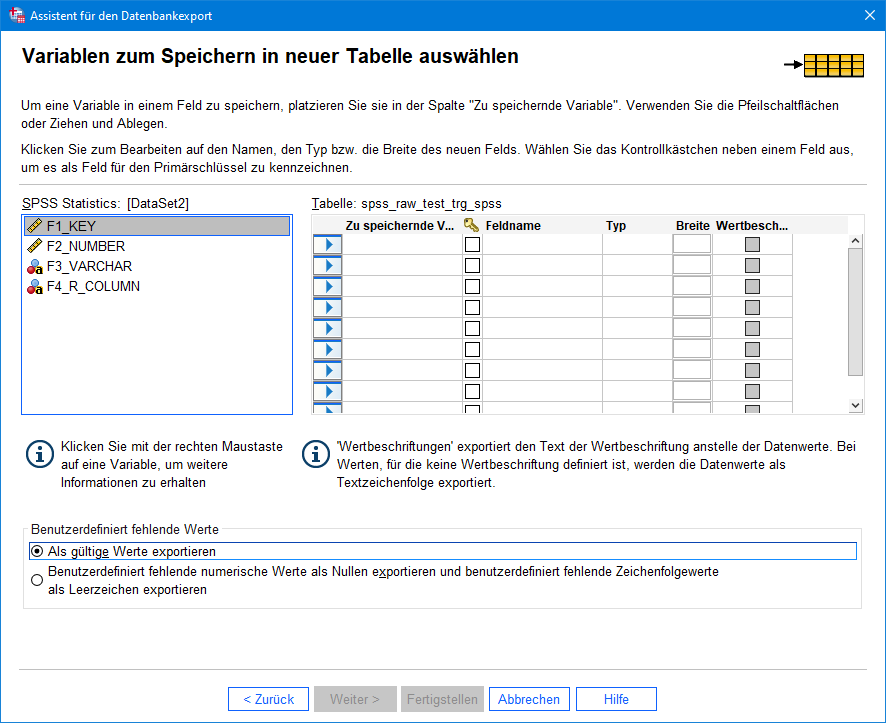 Assistent für den Datenbankexport
Variablen zum Speichern in neuer Tabelle auswählen
Um eine Variable in einem Feld zu speichern, platzieren Sie sie in der Spalte "Zu speichernde Variable". Verwenden Sie die Pfeilschaltflächen
oder Ziehen und Ablegen.
Klicken Sie zum Bearbeiten auf den Namen, den Typ bzw. die Breite des neuen Felds. Wählen Sie das Kontrollkästchen neben einem Feld aus,
um es als Feld für den Primärschlüssel zu kennzeichnen.
SPSS Statistics: [DataSet2]
F1_KEY
F2_NUMBER
F3_VARCHAR
F4_R_COLUMN
Tabelle: spss_raw_test_trg_spss
Zu speichernde V... Feldname Typ Breite Wertbesch...
Klicken Sie mit der rechten Maustaste
auf eine Variable, um weitere
Informationen zu erhalten
'Wertbeschriftungen' exportiert den Text der Wertbeschriftung anstelle der Datenwerte. Bei
Werten, für die keine Wertbeschriftung definiert ist, werden die Datenwerte als
Textzeichenfolge exportiert.
Benutzerdefiniert fehlende Werte
Als gültige Werte exportieren
Benutzerdefiniert fehlende numerische Werte als Nullen exportieren und benutzerdefiniert fehlende Zeichenfolgewerte
als Leerzeichen exportieren
< Zurück Weiter > Fertigstellen Abbrechen Hilfe